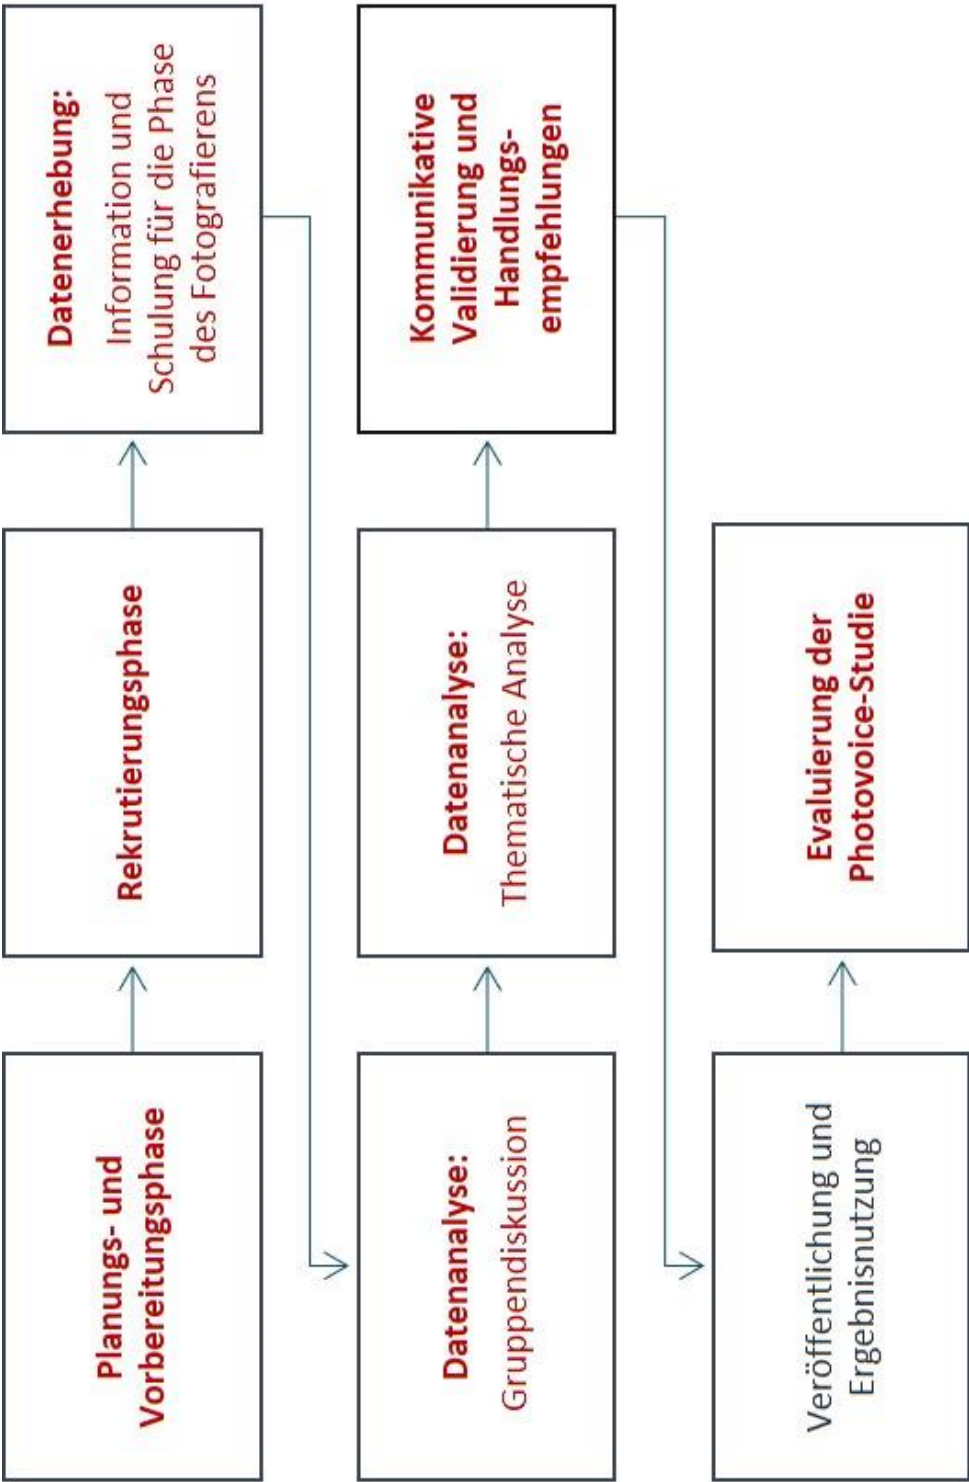 Planungs- und
Vorbereitungsphase
Rekrutierungsphase
Datenerhebung:
Information und
Schulung für die Phase
des Fotografierens
Datenanalyse:
Gruppendiskussion
Datenanalyse:
Thematische Analyse
Kommunikative
Validierung und
Handlungs-
empfehlungen
Veröffentlichung und
Ergebnisnutzung
Evaluierung der
Photovoice-Studie